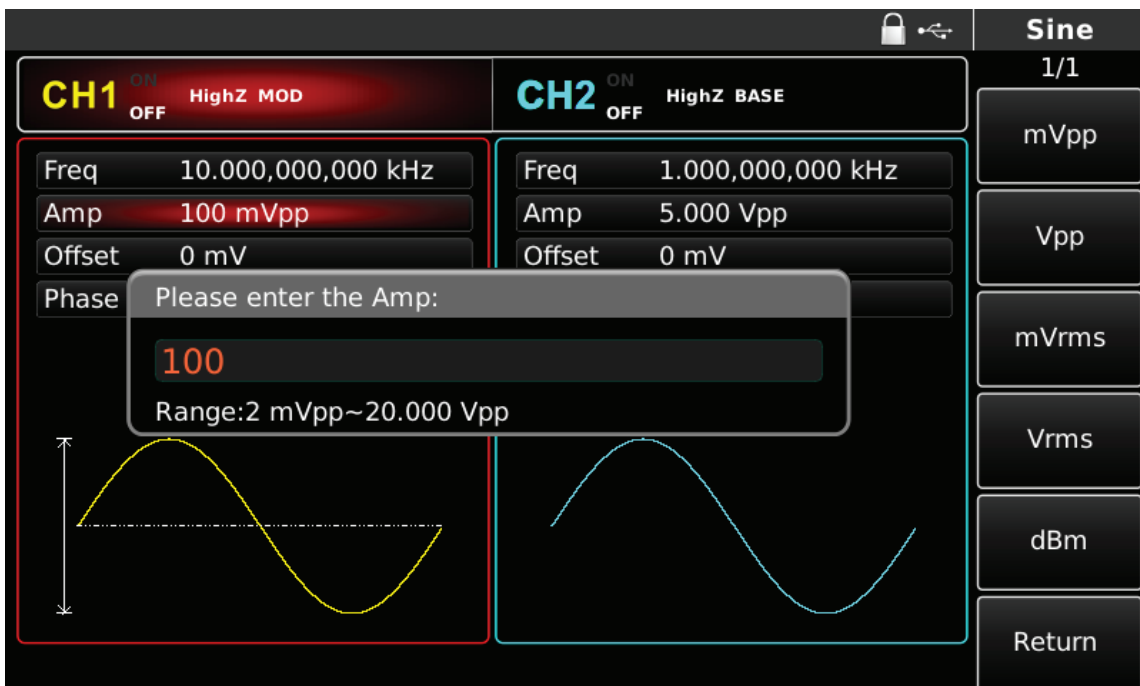 Sine
1/1
CH1 ON OFF HighZ MOD
CH2 ON OFF HighZ BASE
Freq 10.000,000,000 kHz
Amp 100 mVpp
Offset 0 mV
Phase
Freq 1.000,000,000 kHz
Amp 5.000 Vpp
Offset 0 mV
Please enter the Amp:
100
Range:2 mVpp~20.000 Vpp
mVpp
Vpp
mVrms
Vrms
dBm
Return